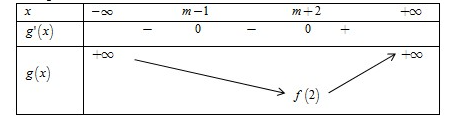 x −∞ m−1 m+2 +∞
g'(x) − 0 − 0 +
+∞ +∞
g(x)
f(2)